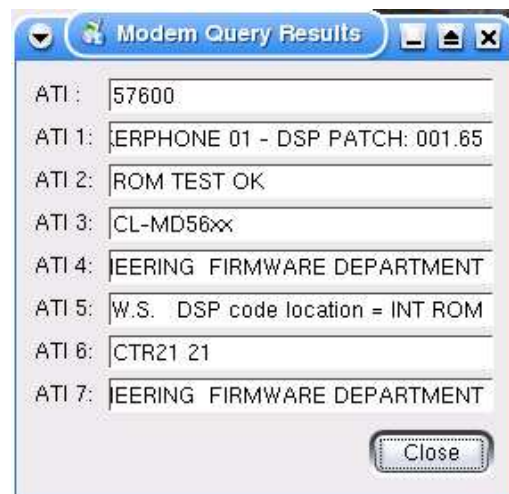 Modem Query Results
ATI : 57600
ATI 1: ERPHONE 01 - DSP PATCH: 001.65
ATI 2: ROM TEST OK
ATI 3: CL-MD56xx
ATI 4: EERING FIRMWARE DEPARTMENT
ATI 5: W.S. DSP code location = INT ROM
ATI 6: CTR21 21
ATI 7: EERING FIRMWARE DEPARTMENT
Close